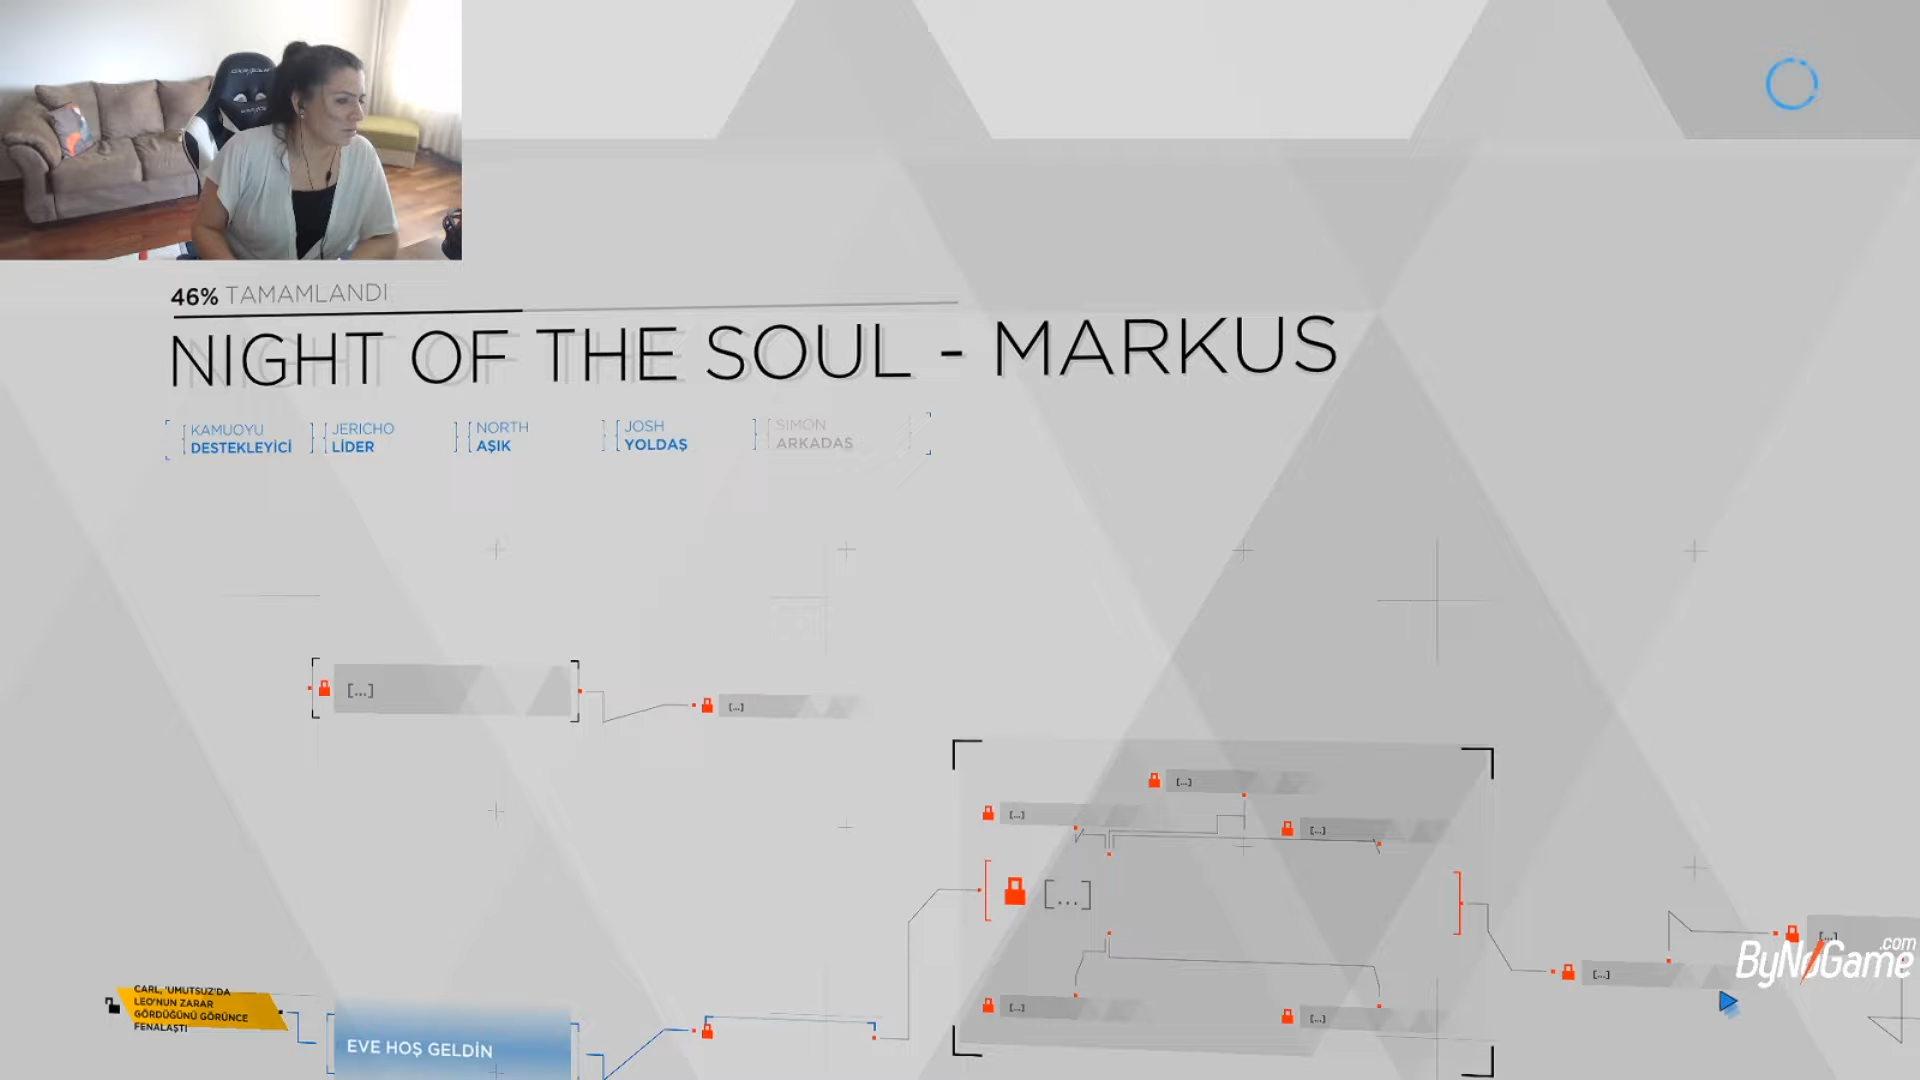 46% TAMAMLANDI
NIGHT OF THE SOUL - MARKUS
KAMUOYU
DESTEKLEYİCİ
JERICHO
LİDER
NORTH
AŞIK
JOSH
YOLDAŞ
SIMON
ARKADAŞ
[...]
[...]
[...]
[...]
[...]
[...]
[...]
[...]
[...]
[...]
ByNoGame.com
CARL, 'UMUTSUZ'DA
LEO'NUN ZARAR
GÖRDÜĞÜNÜ GÖRÜNCE
FENALAŞTI
EVE HOŞ GELDİN